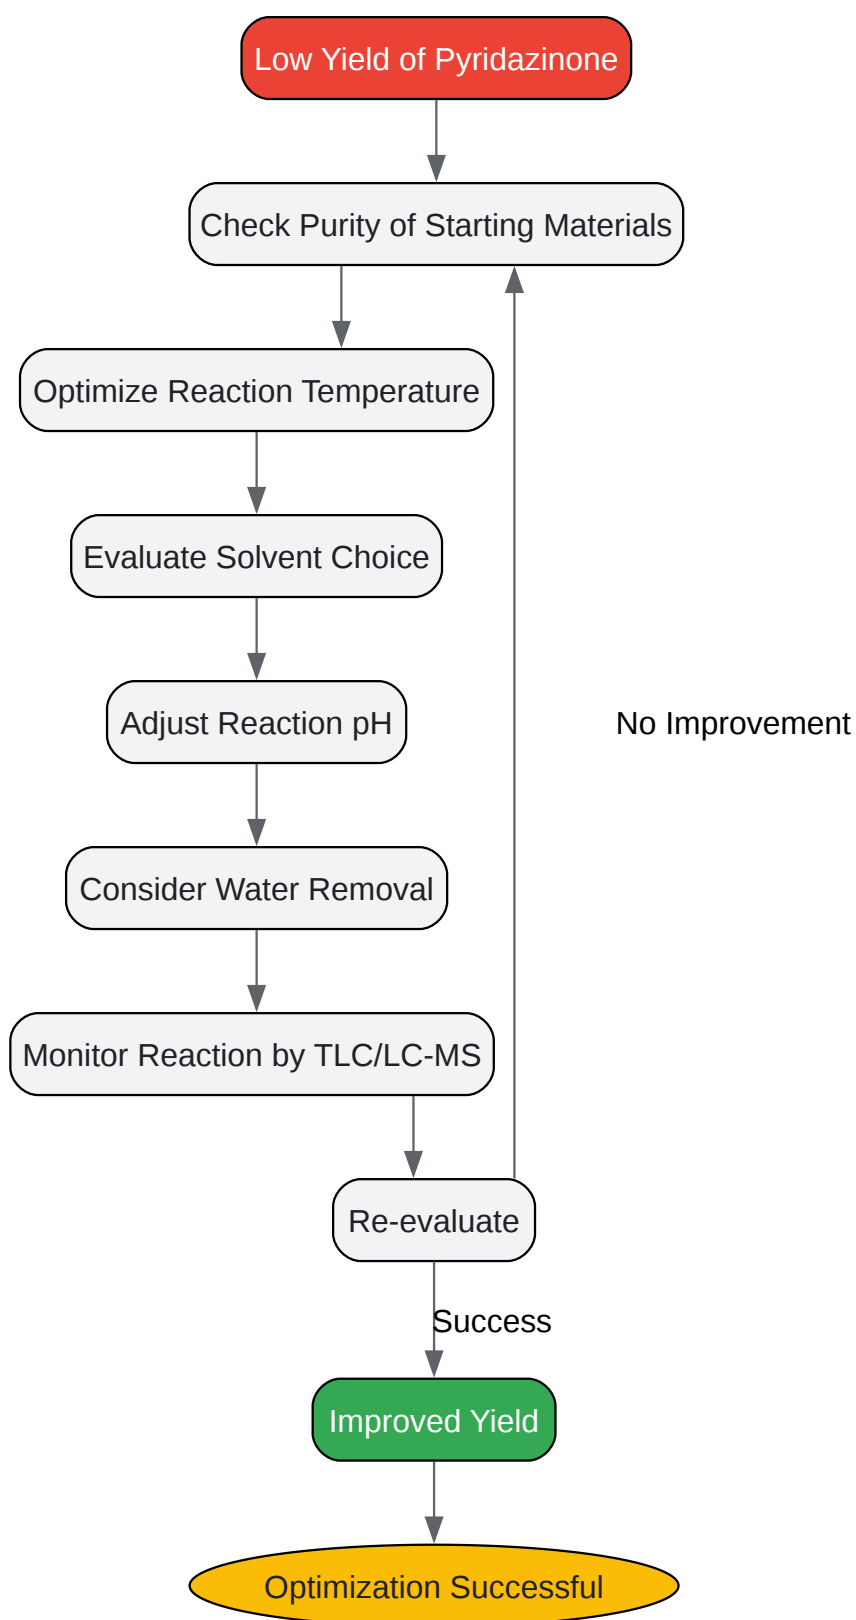 Low Yield of Pyridazinone
Check Purity of Starting Materials
Optimize Reaction Temperature
Evaluate Solvent Choice
Adjust Reaction pH
No Improvement
Consider Water Removal
Monitor Reaction by TLC/LC-MS
Re-evaluate
Success
Improved Yield
Optimization Successful